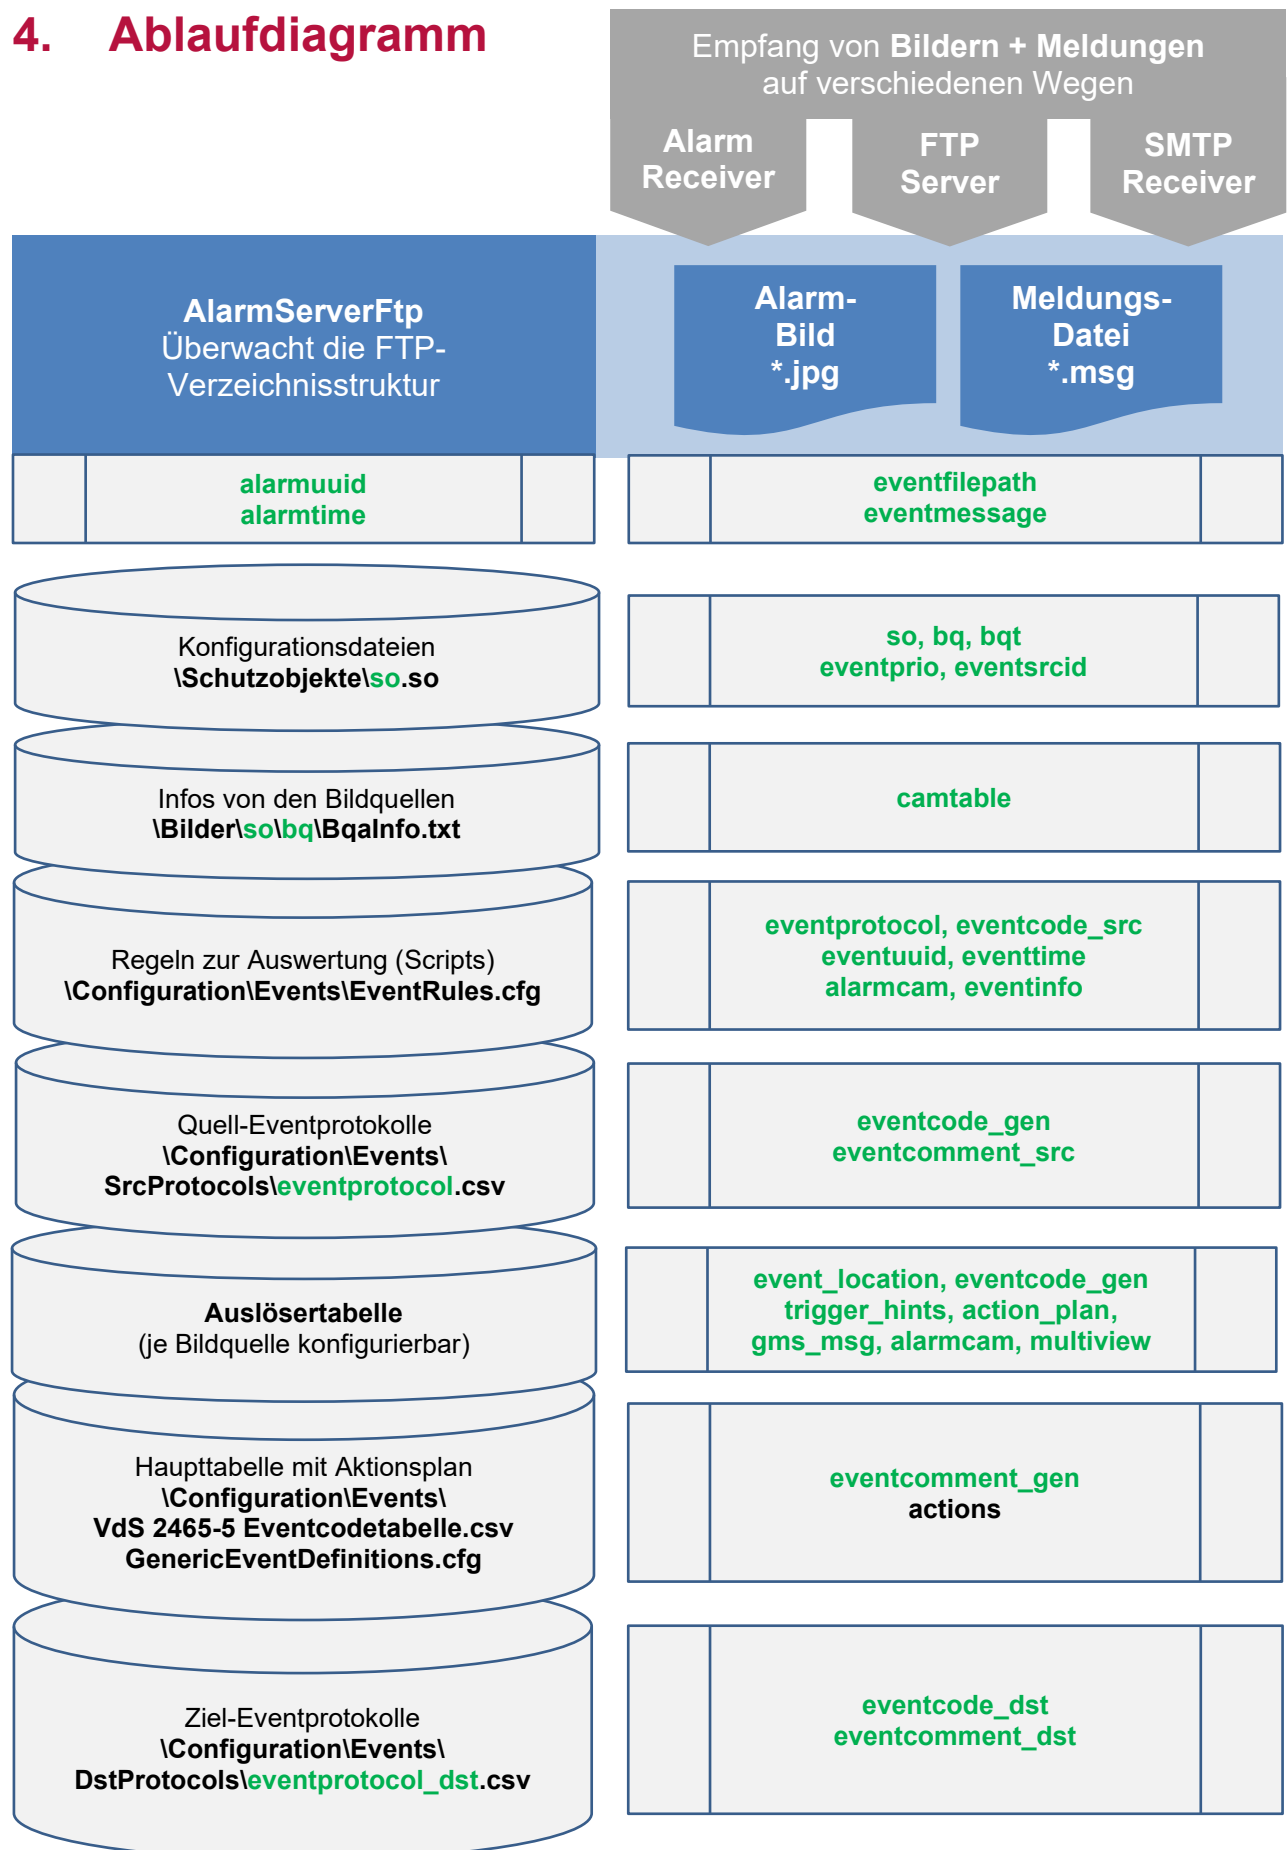 4. Ablaufdiagramm
Empfang von Bildern + Meldungen
auf verschiedenen Wegen
Alarm
Receiver
FTP
Server
SMTP
Receiver
AlarmServerFtp
Überwacht die FTP-
Verzeichnisstruktur
Alarm-
Bild
*.jpg
Meldungs-
Datei
*.msg
alarmuuid
alarmtime
eventfilepath
eventmessage
Konfigurationsdateien
\Schutzobjekte\so.so
so, bq, bqt
eventprio, eventsrcid
Infos von den Bildquellen
\Bilder\so\bq\BqaInfo.txt
camtable
Regeln zur Auswertung (Scripts)
\Configuration\Events\EventRules.cfg
eventprotocol, eventcode_src
eventuuid, eventtime
alarmcam, eventinfo
Quell-Eventprotokolle
\Configuration\Events\
SrcProtocols\eventprotocol.csv
eventcode_gen
eventcomment_src
Auslösertabelle
(je Bildquelle konfigurierbar)
event_location, eventcode_gen
trigger_hints, action_plan,
gms_msg, alarmcam, multiview
Haupttabelle mit Aktionsplan
\Configuration\Events\
VdS 2465-5 Eventcodetabelle.csv
GenericEventDefinitions.cfg
eventcomment_gen
actions
Ziel-Eventprotokolle
\Configuration\Events\
DstProtocols\eventprotocol_dst.csv
eventcode_dst
eventcomment_dst